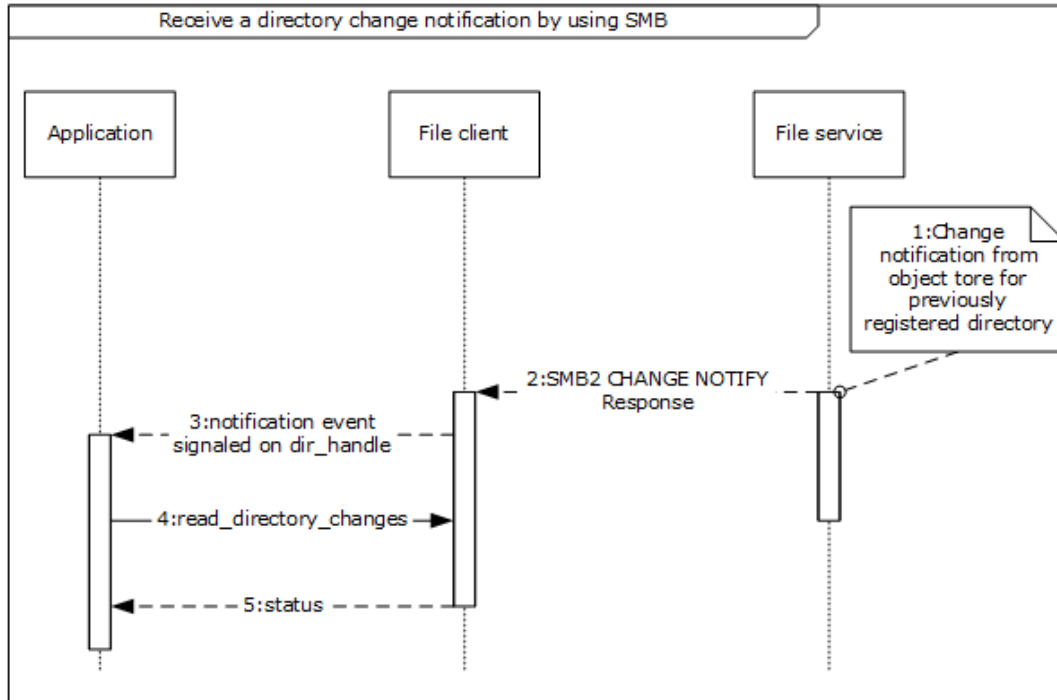 Receive a directory change notification by using SMB
Application
File client
File service
1:Change
notification from
object tore for
previously
registered directory
2:SMB2 CHANGE NOTIFY
Response
3:notification event
signaled on dir_handle
4:read_directory_changes
5:status